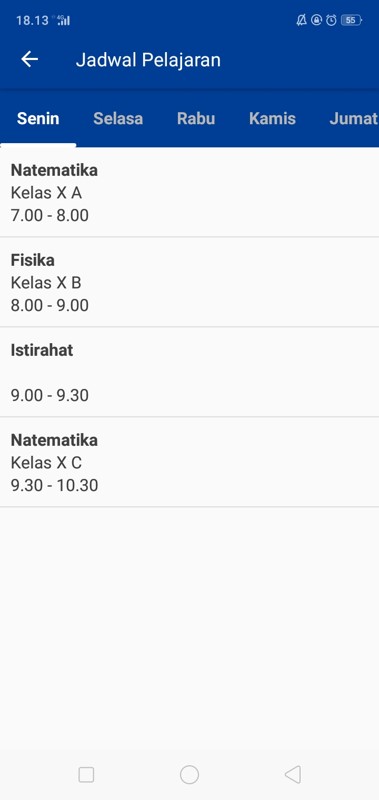 18.13 4G 55
Jadwal Pelajaran
Senin Selasa Rabu Kamis Jumat
Natematika
Kelas X A
7.00 - 8.00
Fisika
Kelas X B
8.00 - 9.00
Istirahat
9.00 - 9.30
Natematika
Kelas X C
9.30 - 10.30